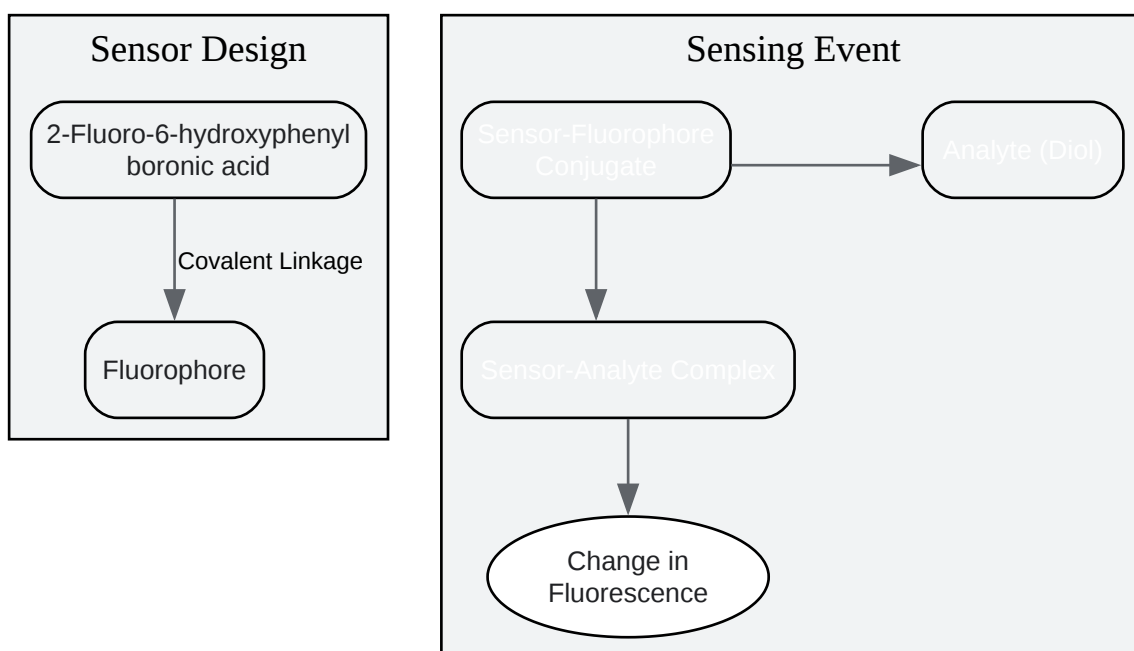 Sensor Design
2-Fluoro-6-hydroxyphenyl
boronic acid
Covalent Linkage
Fluorophore
Sensing Event
Sensor-Fluorophore
Conjugate
Analyte (Diol)
Sensor-Analyte Complex
Change in
Fluorescence